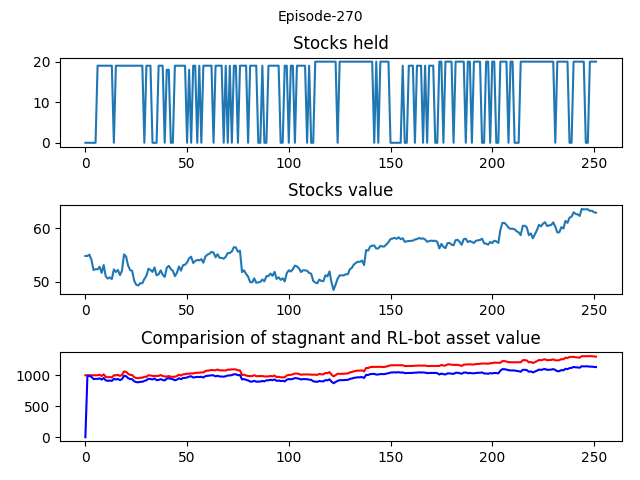 Episode-270
Stocks held
20
10
0
0 50 100 150 200 250
Stocks value
60
50
0 50 100 150 200 250
Comparision of stagnant and RL-bot asset value
1000
500
0
0 50 100 150 200 250